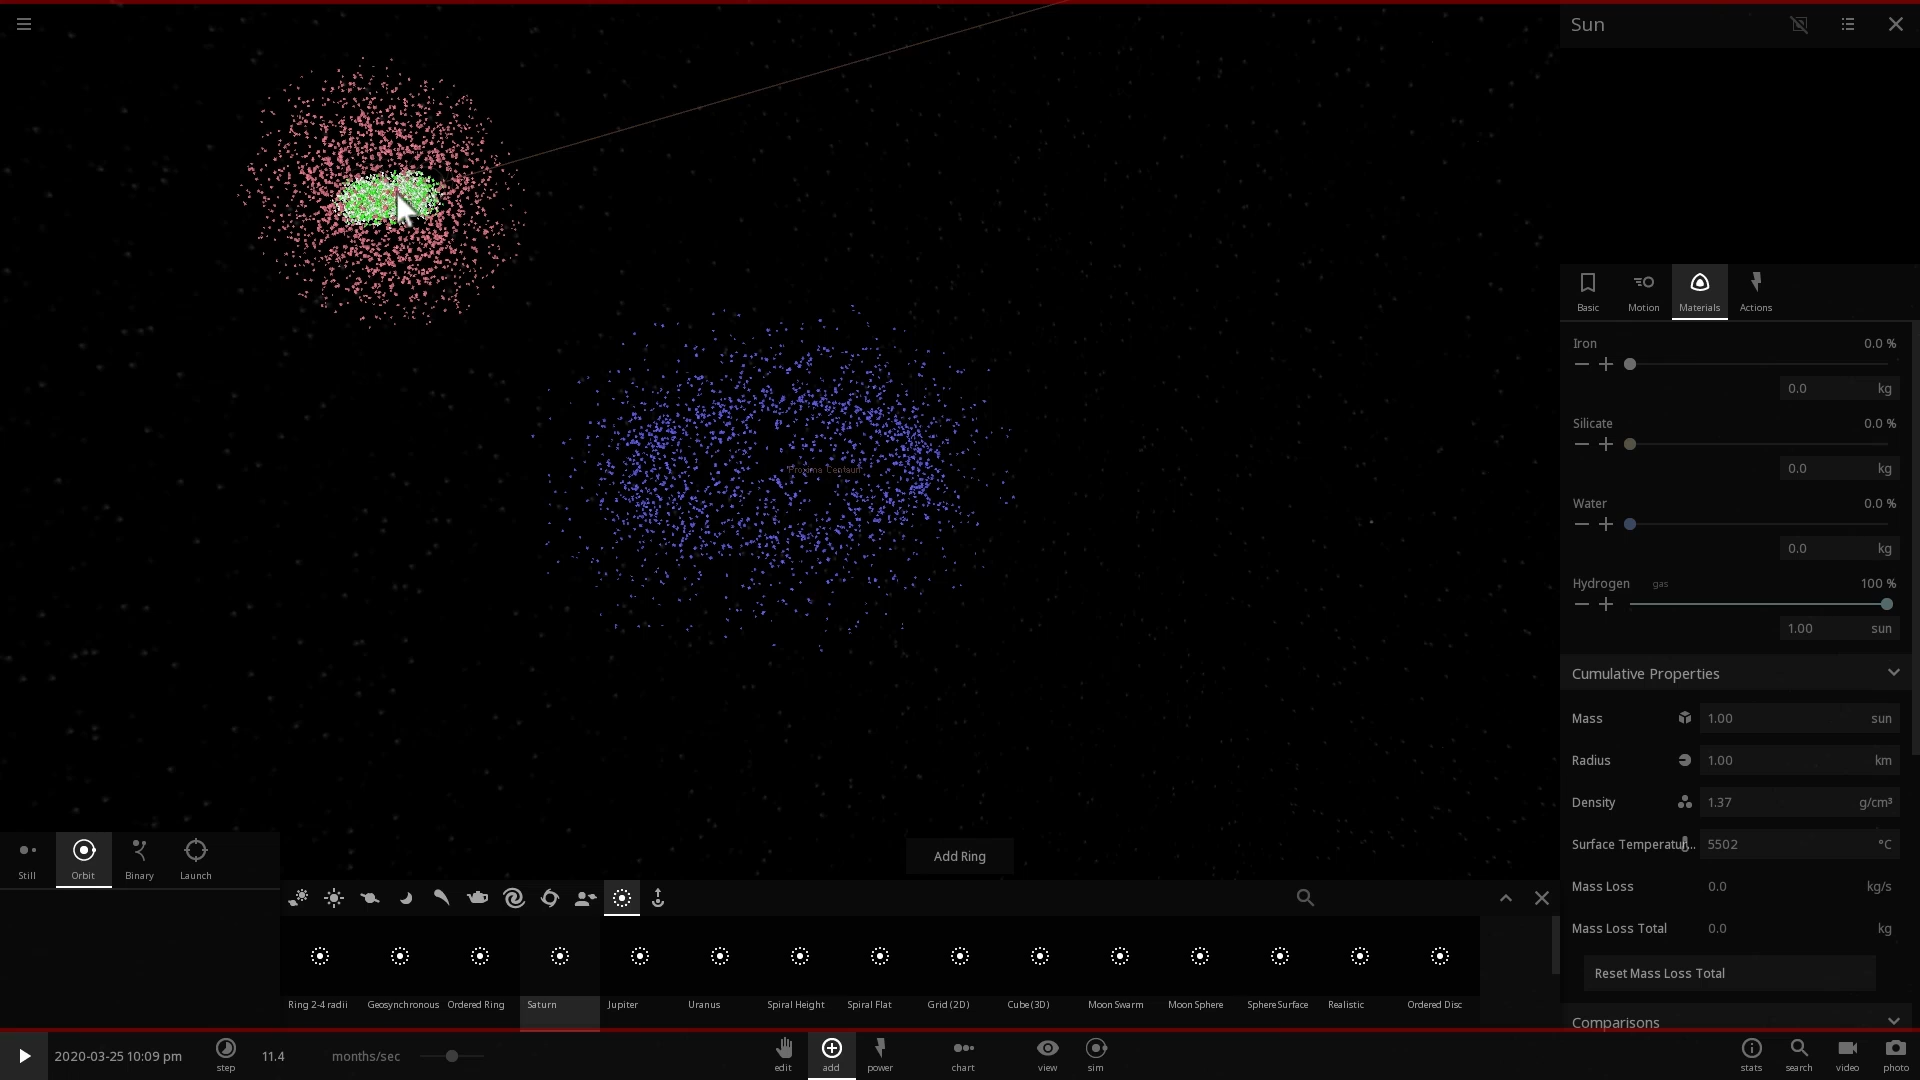 Sun
Proxima Centauri
Basic
Motion
Materials
Actions
Iron 0.0 %
0.0 kg
Silicate 0.0 %
0.0 kg
Water 0.0 %
0.0 kg
Hydrogen gas 100 %
1.00 sun
Cumulative Properties
Mass 1.00 sun
Radius 1.00 km
Density 1.37 g/cm³
Surface Temperatur... 5502 °C
Mass Loss 0.0 kg/s
Mass Loss Total 0.0 kg
Reset Mass Loss Total
Comparisons
Still
Orbit
Binary
Launch
Add Ring
Ring 2-4 radii
Geosynchronous
Ordered Ring
Saturn
Jupiter
Uranus
Spiral Height
Spiral Flat
Grid (2D)
Cube (3D)
Moon Swarm
Moon Sphere
Sphere Surface
Realistic
Ordered Disc
2020-03-25 10:09 pm
step
11.4 months/sec
edit
add
power
chart
view
sim
stats
search
video
photo